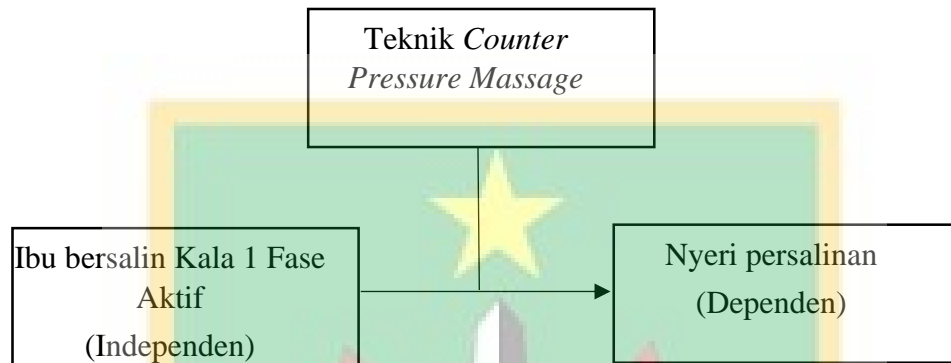 Teknik Counter
Pressure Massage
Ibu bersalin Kala 1 Fase
Aktif
(Independen)
Nyeri persalinan
(Dependen)